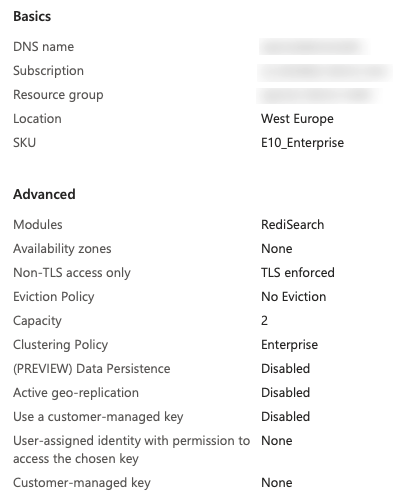 Basics
DNS name
Subscription
Resource group
Location West Europe
SKU E10_Enterprise
Advanced
Modules RediSearch
Availability zones None
Non-TLS access only TLS enforced
Eviction Policy No Eviction
Capacity 2
Clustering Policy Enterprise
(PREVIEW) Data Persistence Disabled
Active geo-replication Disabled
Use a customer-managed key Disabled
User-assigned identity with permission to None
access the chosen key
Customer-managed key None